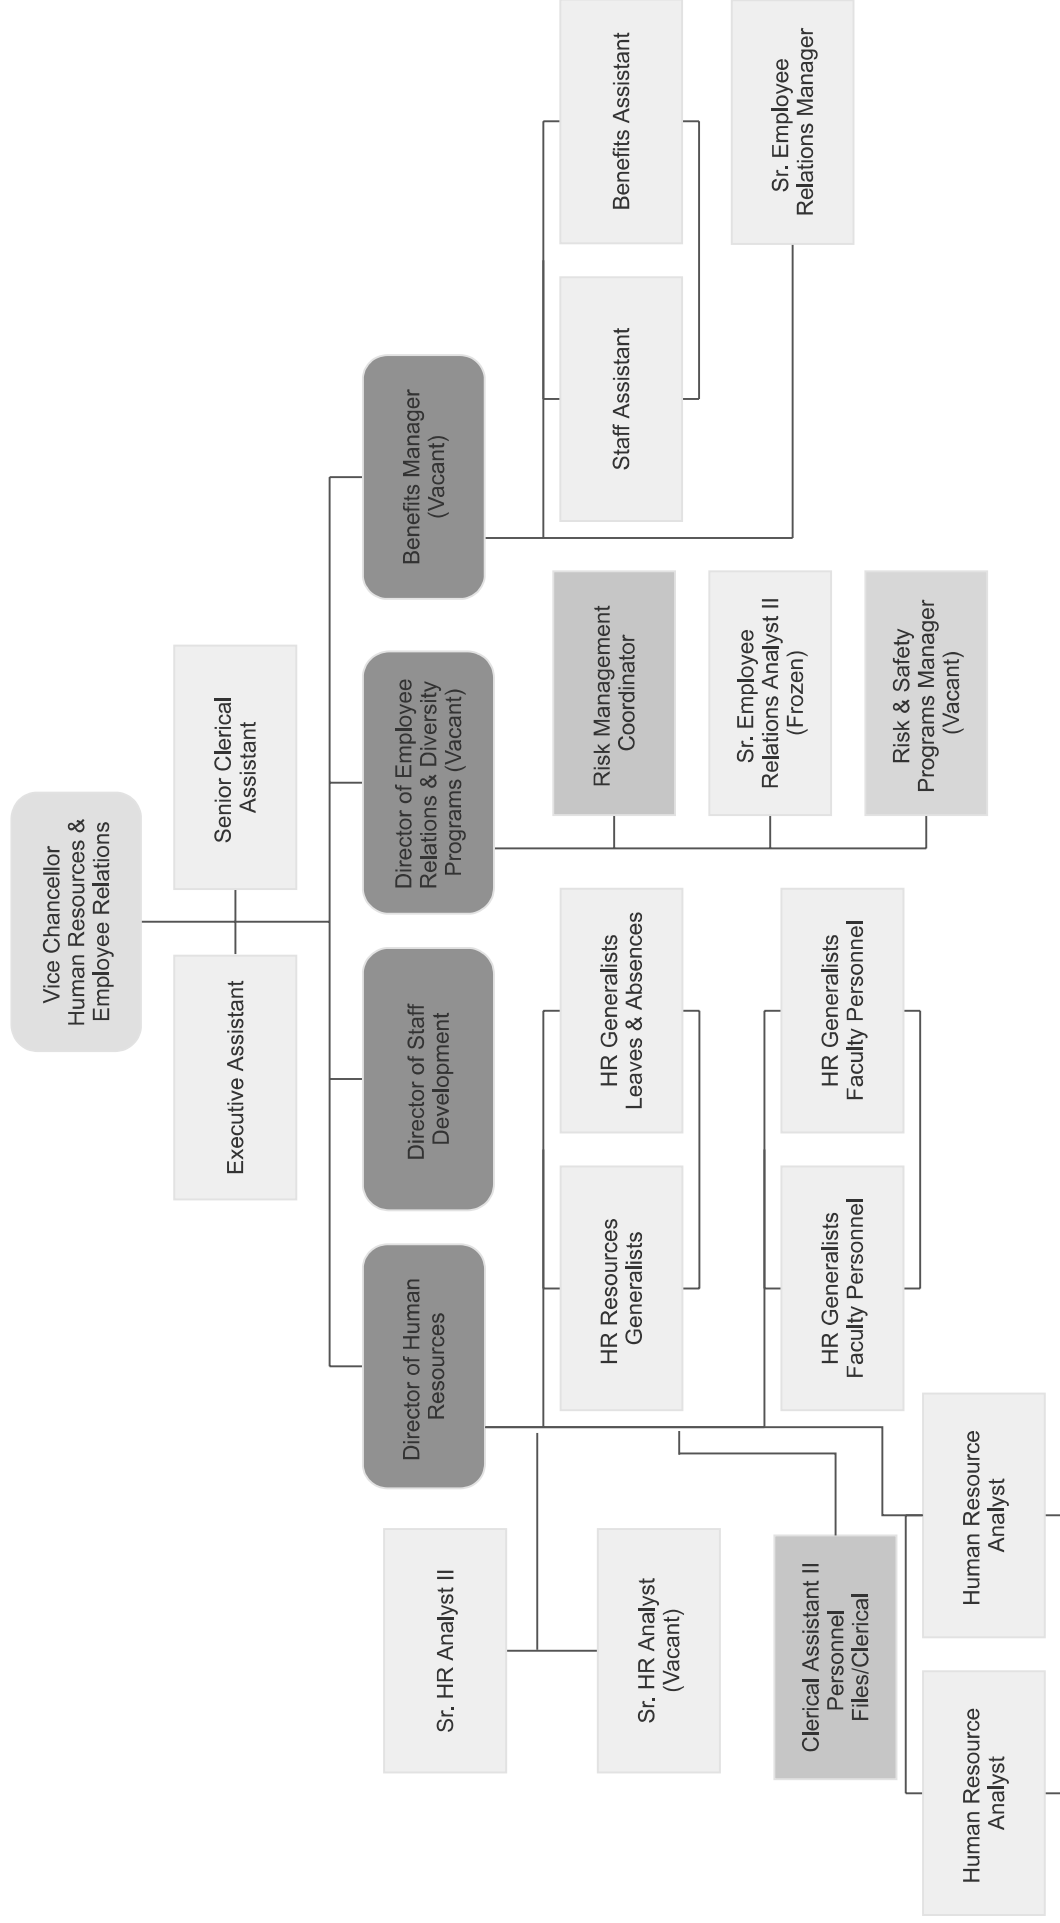 Vice Chancellor
Human Resources &
Employee Relations
Executive Assistant
Senior Clerical
Assistant
Director of Human
Resources
Director of Staff
Development
Director of Employee
Relations & Diversity
Programs (Vacant)
Benefits Manager
(Vacant)
Sr. HR Analyst II
Sr. HR Analyst
(Vacant)
Clerical Assistant II
Personnel
Files/Clerical
Human Resource
Analyst
Human Resource
Analyst
HR Resources
Generalists
HR Generalists
Leaves & Absences
HR Generalists
Faculty Personnel
HR Generalists
Faculty Personnel
Risk Management
Coordinator
Sr. Employee
Relations Analyst II
(Frozen)
Risk & Safety
Programs Manager
(Vacant)
Staff Assistant
Benefits Assistant
Sr. Employee
Relations Manager